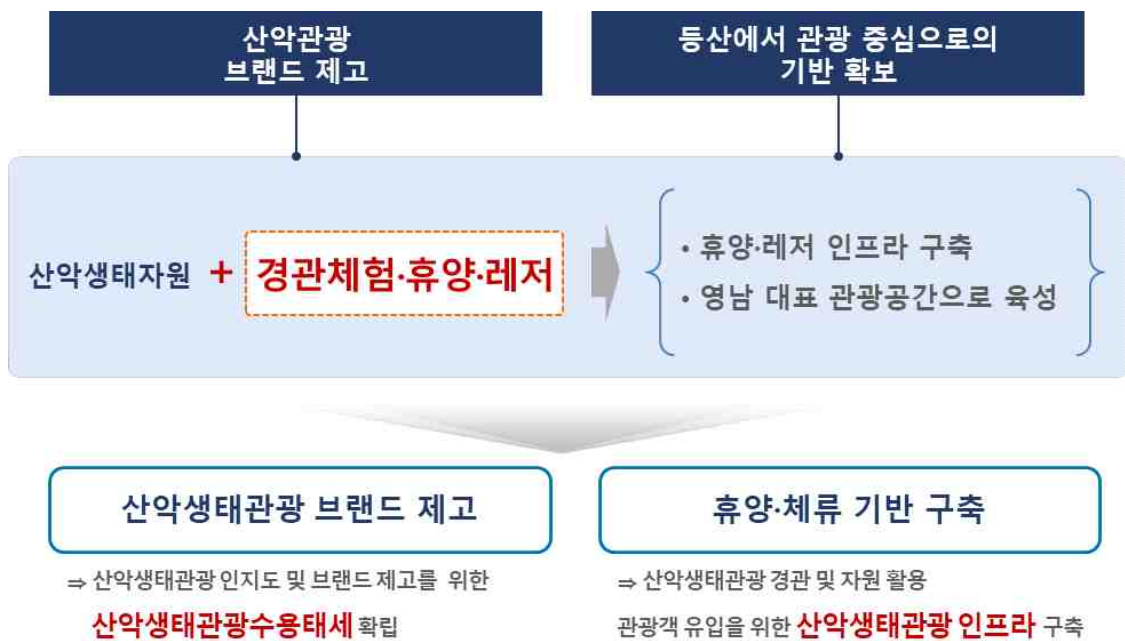 산악관광
브랜드 제고
등산에서 관광 중심으로의
기반 확보
산악생태자원 + 경관체험·휴양·레저
• 휴양·레저 인프라 구축
• 영남 대표 관광공간으로 육성
산악생태관광 브랜드 제고
⇒ 산악생태관광 인지도 및 브랜드 제고를 위한
산악생태관광수용태세 확립
휴양·체류 기반 구축
⇒ 산악생태관광 경관 및 자원 활용
관광객 유입을 위한 산악생태관광 인프라 구축